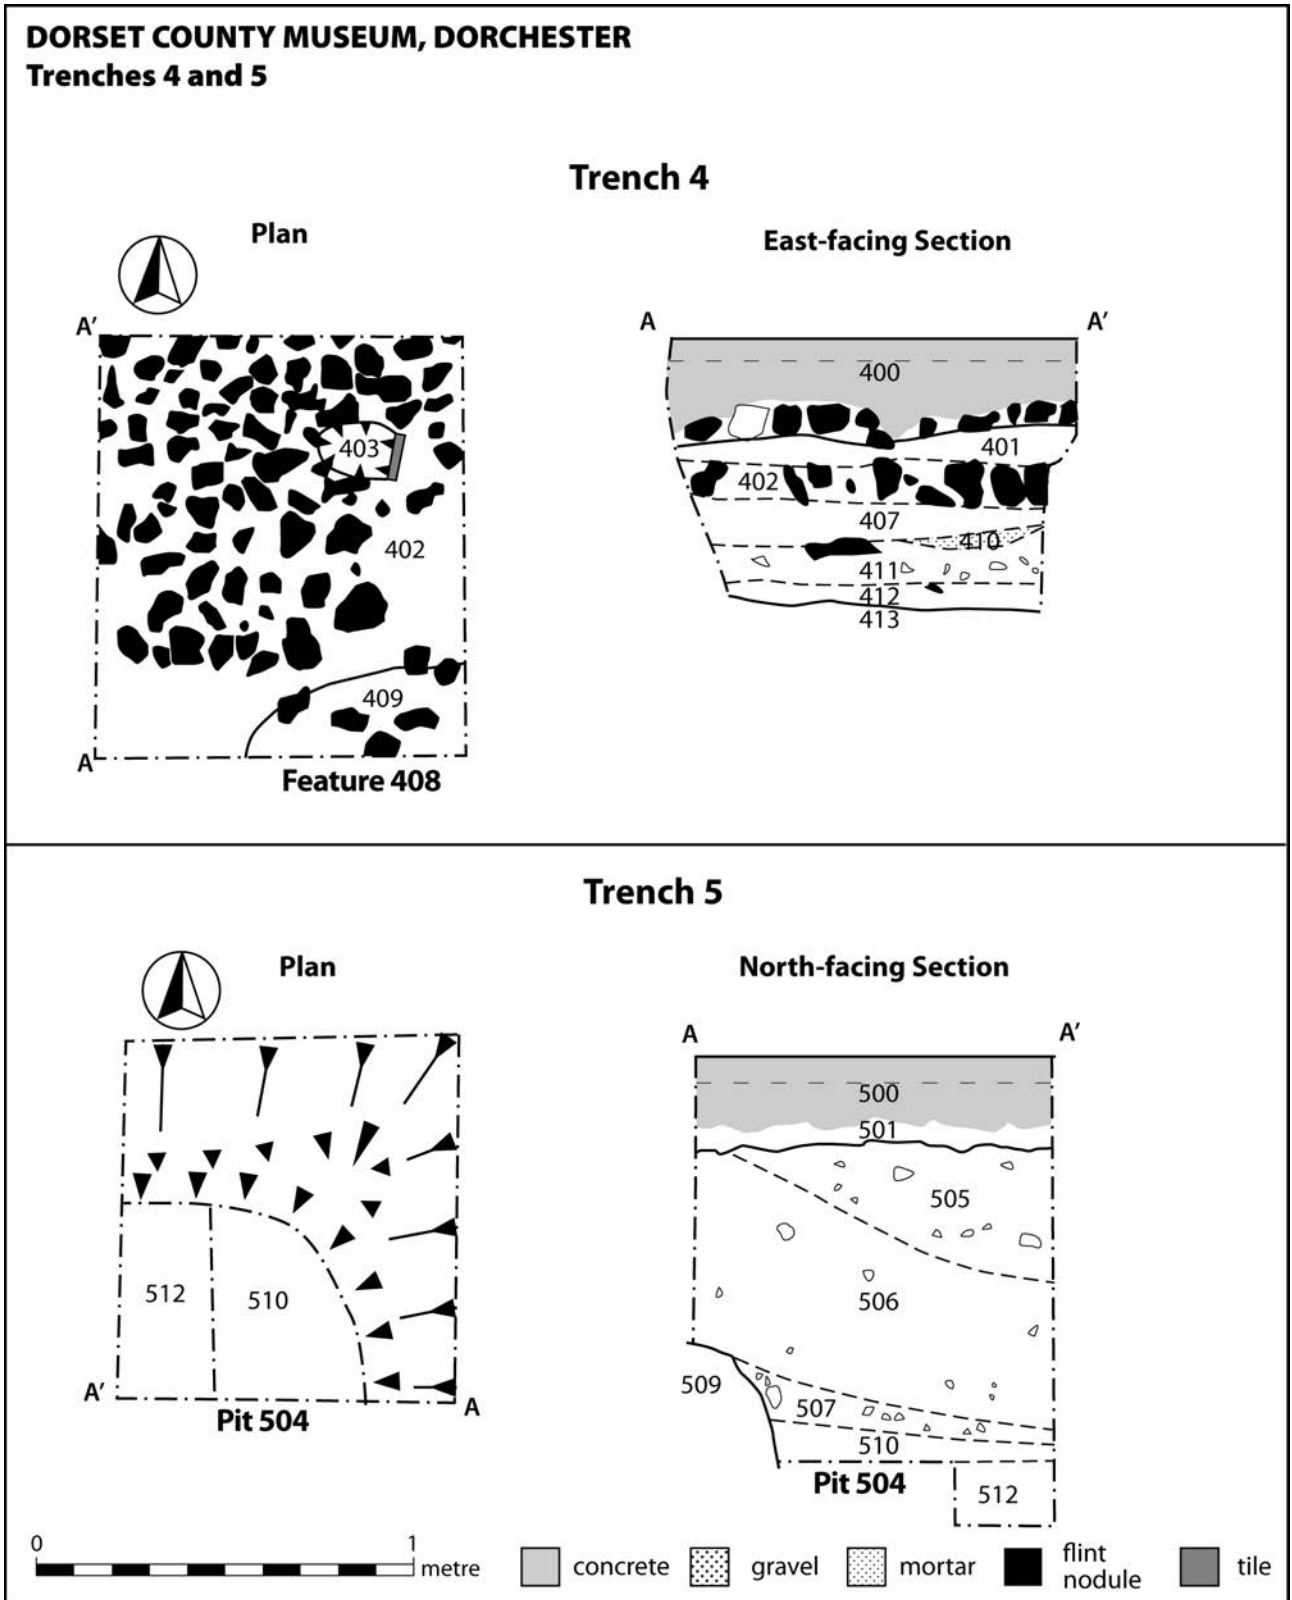 DORSET COUNTY MUSEUM, DORCHESTER
Trenches 4 and 5
Trench 4
Plan
A'
403
402
409
A
Feature 408
East-facing Section
A A'
400
401
402
407
410
411
412
413
Trench 5
Plan
512 510
A' A
Pit 504
North-facing Section
A A'
500
501
505
506
509
507
510
Pit 504
512
0 1
metre
concrete
gravel
mortar
flint
nodule
tile